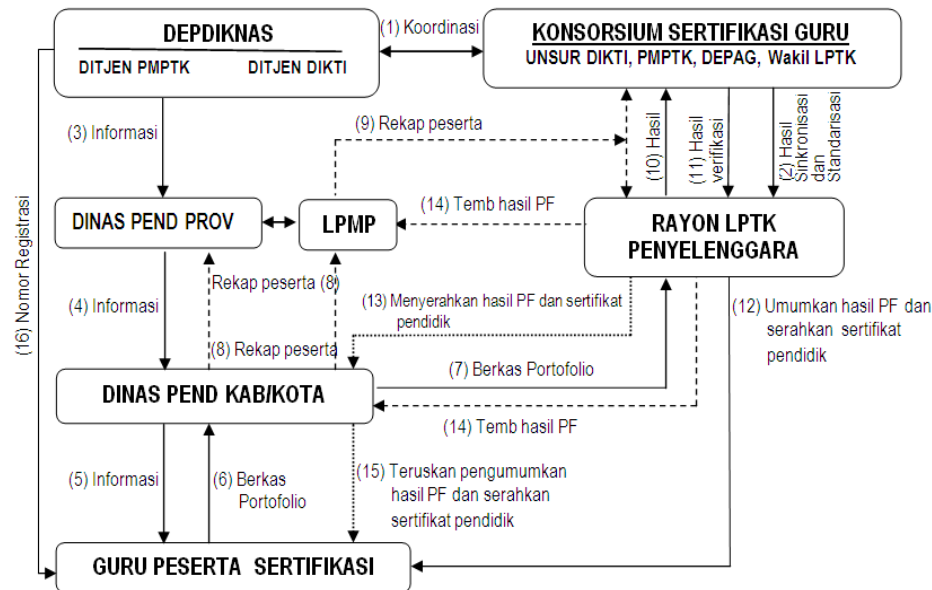 DEPDIKNAS
DITJEN PMPTK DITJEN DIKTI
(1) Koordinasi
KONSORSIUM SERTIFIKASI GURU
UNSUR DIKTI, PMPTK, DEPAG, Wakil LPTK
(3) Informasi
(9) Rekap peserta
(10) Hasil
(11) Hasil
verifikasi
(2) Hasil
Sinkronisasi
dan
Standarisasi
(16) Nomor Registrasi
DINAS PEND PROV
LPMP
(14) Temb hasil PF
RAYON LPTK
PENYELENGGARA
(4) Informasi
Rekap peserta (8)
(8) Rekap peserta
(13) Menyerahkan hasil PF dan sertifikat
pendidik
(12) Umumkan hasil PF dan
serahkan sertifikat
pendidik
DINAS PEND KAB/KOTA
(7) Berkas Portofolio
(14) Temb hasil PF
(5) Informasi
(6) Berkas
Portofolio
(15) Teruskan pengumumkan
hasil PF dan serahkan
sertifikat pendidik
GURU PESERTA SERTIFIKASI